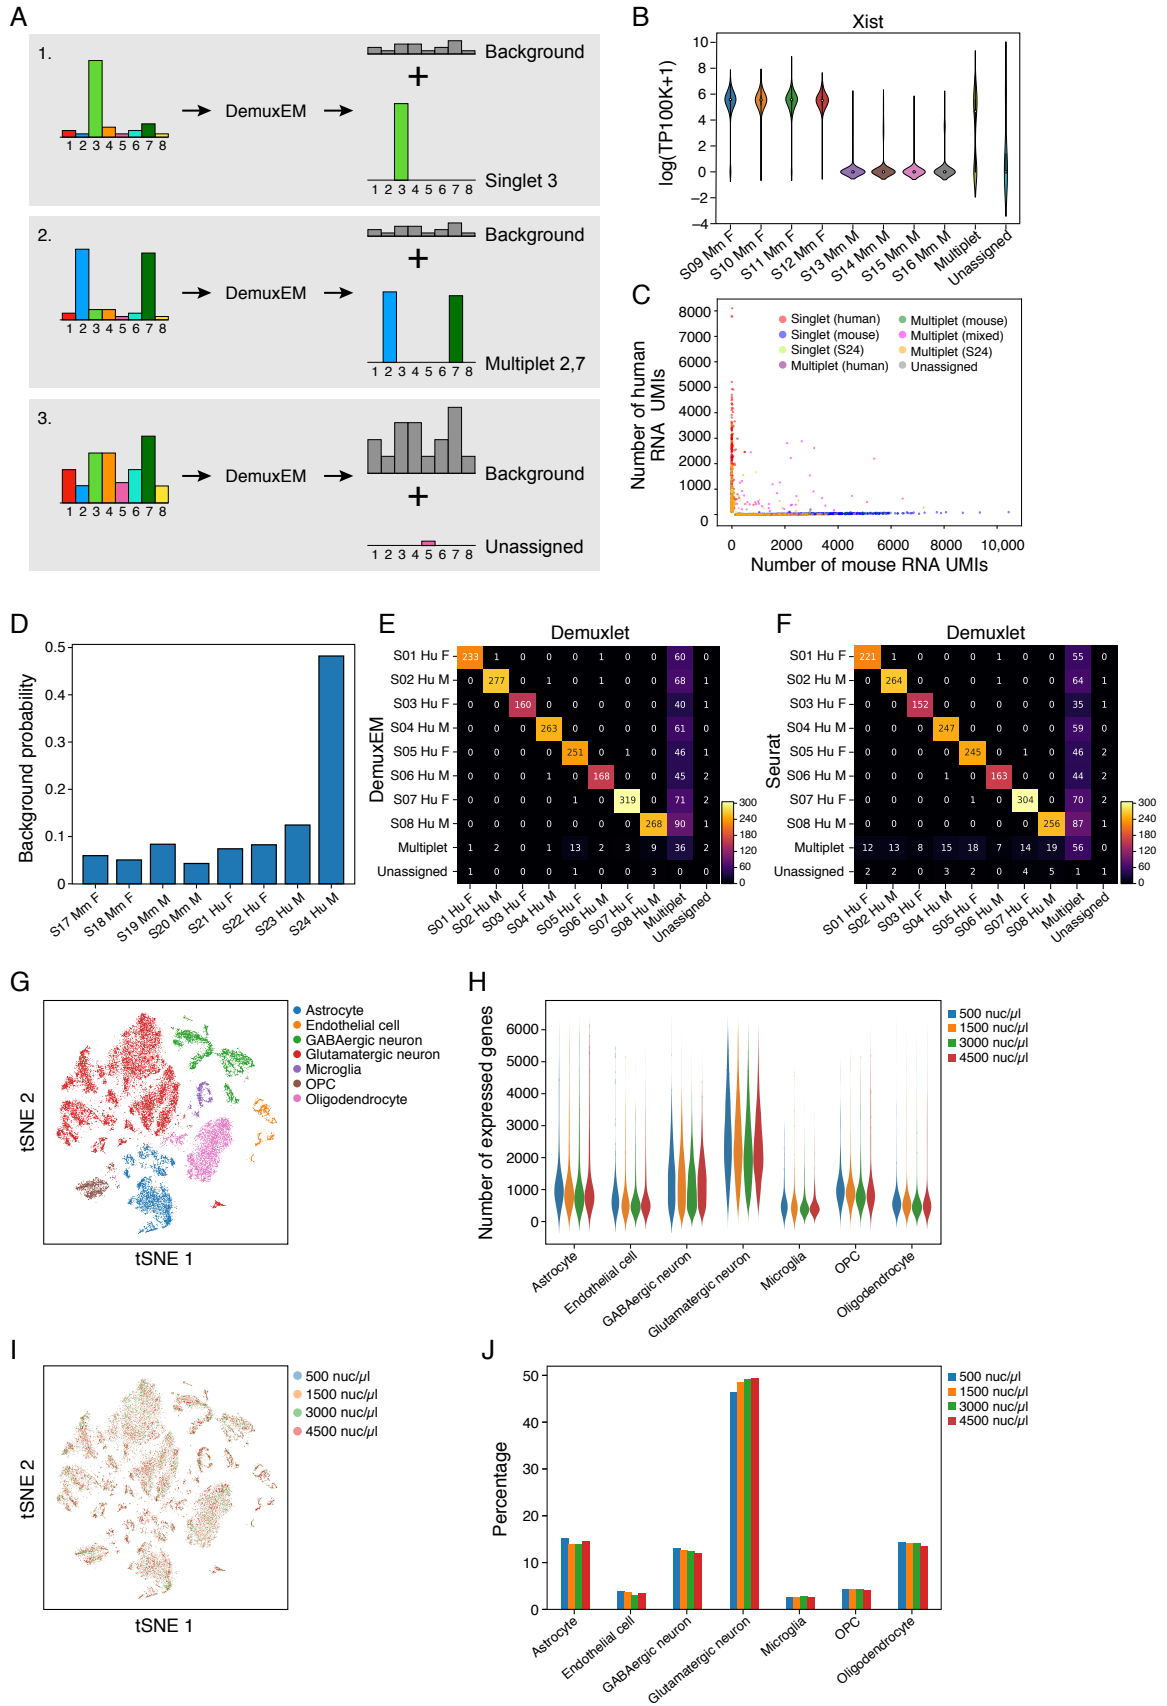 A
1.
1 2 3 4 5 6 7 8
DemuxEM
Background
+
1 2 3 4 5 6 7 8
Singlet 3
2.
1 2 3 4 5 6 7 8
DemuxEM
Background
+
1 2 3 4 5 6 7 8
Multiplet 2,7
3.
1 2 3 4 5 6 7 8
DemuxEM
Background
+
1 2 3 4 5 6 7 8
Unassigned
B
Xist
log(TP100K+1)
10
8
6
4
2
0
−2
−4
S09 Mm F
S10 Mm F
S11 Mm F
S12 Mm F
S13 Mm M
S14 Mm M
S15 Mm M
S16 Mm M
Multiplet
Unassigned
C
Number of human
RNA UMIs
8000
7000
6000
5000
4000
3000
2000
1000
0
Singlet (human)
Singlet (mouse)
Singlet (S24)
Multiplet (human)
Multiplet (mouse)
Multiplet (mixed)
Multiplet (S24)
Unassigned
0 2000 4000 6000 8000 10,000
Number of mouse RNA UMIs
D
Background probability
0.5
0.4
0.3
0.2
0.1
0
S17 Mm F
S18 Mm F
S19 Mm M
S20 Mm M
S21 Hu F
S22 Hu F
S23 Hu M
S24 Hu M
E
Demuxlet
DemuxEM
S01 Hu F 233 1 0 0 0 1 0 0 60 0
S02 Hu M 0 277 0 1 0 1 0 0 68 1
S03 Hu F 0 0 160 0 0 0 0 0 40 1
S04 Hu M 0 0 0 263 0 0 0 0 61 0
S05 Hu F 0 0 0 0 251 0 1 0 46 1
S06 Hu M 0 0 0 1 0 168 0 0 45 2
S07 Hu F 0 0 0 0 1 0 319 0 71 2
S08 Hu M 0 0 0 0 0 0 0 268 90 1
Multiplet 1 2 0 1 13 2 3 9 36 2
Unassigned 1 0 0 0 1 0 0 3 0 0
S01 Hu F
S02 Hu M
S03 Hu F
S04 Hu M
S05 Hu F
S06 Hu M
S07 Hu F
S08 Hu M
Multiplet
Unassigned
300
240
180
120
60
0
F
Demuxlet
Seurat
S01 Hu F 221 1 0 0 0 1 0 0 55 0
S02 Hu M 0 264 0 0 0 0 0 0 64 1
S03 Hu F 0 0 152 0 0 0 0 0 35 1
S04 Hu M 0 0 0 247 0 0 0 0 59 0
S05 Hu F 0 0 0 0 245 0 1 0 46 2
S06 Hu M 0 0 0 1 0 163 0 0 44 2
S07 Hu F 0 0 0 0 1 0 304 0 70 2
S08 Hu M 0 0 0 0 0 0 0 256 87 1
Multiplet 12 13 8 15 18 7 14 19 56 0
Unassigned 2 2 0 3 2 0 4 5 1 1
S01 Hu F
S02 Hu M
S03 Hu F
S04 Hu M
S05 Hu F
S06 Hu M
S07 Hu F
S08 Hu M
Multiplet
Unassigned
300
240
180
120
60
0
G
tSNE 2
tSNE 1
Astrocyte
Endothelial cell
GABAergic neuron
Glutamatergic neuron
Microglia
OPC
Oligodendrocyte
H
Number of expressed genes
6000
5000
4000
3000
2000
1000
0
500 nuc/µl
1500 nuc/µl
3000 nuc/µl
4500 nuc/µl
Astrocyte
Endothelial cell
GABAergic neuron
Glutamatergic neuron
Microglia
OPC
Oligodendrocyte
I
tSNE 2
tSNE 1
500 nuc/µl
1500 nuc/µl
3000 nuc/µl
4500 nuc/µl
J
Percentage
50
40
30
20
10
0
500 nuc/µl
1500 nuc/µl
3000 nuc/µl
4500 nuc/µl
Astrocyte
Endothelial cell
GABAergic neuron
Glutamatergic neuron
Microglia
OPC
Oligodendrocyte